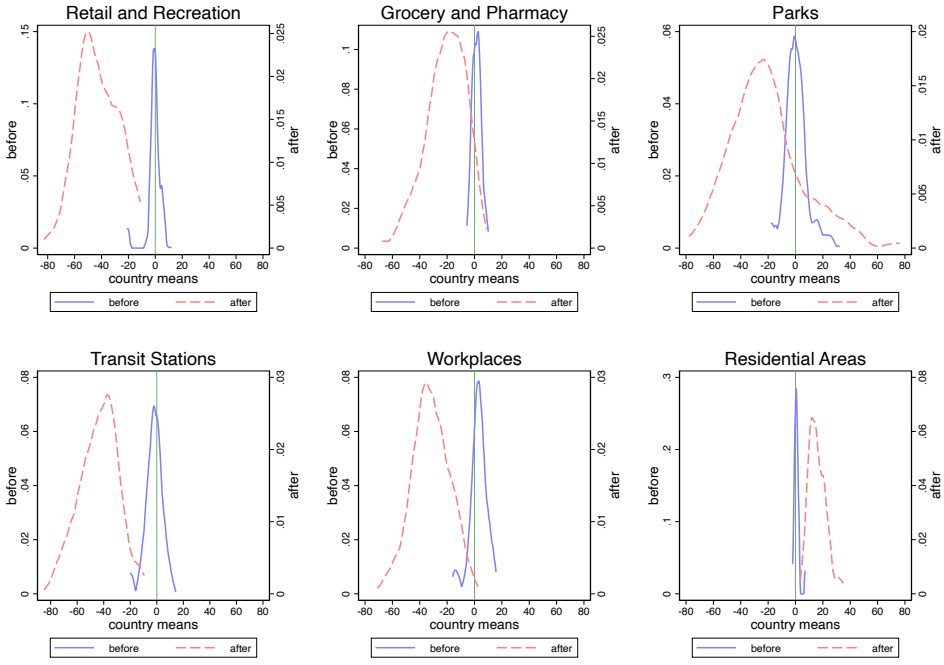 Retail and Recreation
before
0 .05 .1 .15
after
0 .005 .01 .015 .02 .025
-80 -60 -40 -20 0 20 40 60 80
country means
before after
Grocery and Pharmacy
before
0 .02 .04 .06 .08 .1
after
0 .005 .01 .015 .02 .025
-80 -60 -40 -20 0 20 40 60 80
country means
before after
Parks
before
0 .02 .04 .06
after
0 .005 .01 .015 .02
-80 -60 -40 -20 0 20 40 60 80
country means
before after
Transit Stations
before
0 .02 .04 .06 .08
after
0 .01 .02 .03
-80 -60 -40 -20 0 20 40 60 80
country means
before after
Workplaces
before
0 .02 .04 .06 .08
after
0 .01 .02 .03
-80 -60 -40 -20 0 20 40 60 80
country means
before after
Residential Areas
before
0 .1 .2 .3
after
0 .02 .04 .06 .08
-80 -60 -40 -20 0 20 40 60 80
country means
before after